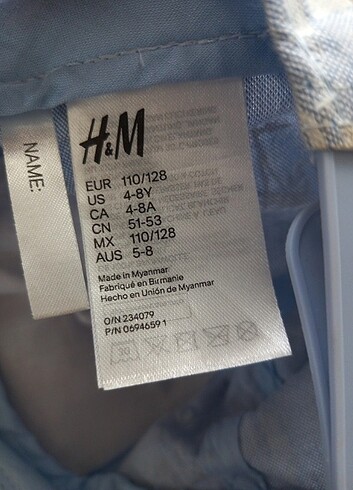 H&M
NAME:
EUR 110/128
US 4-8Y
CA 4-8A
CN 51-53
MX 110/128
AUS 5-8
Made in Myanmar
Fabriqué en Birmanie
Hecho en Unión de Myanmar
O/N 234079
P/N 0694659 1
30